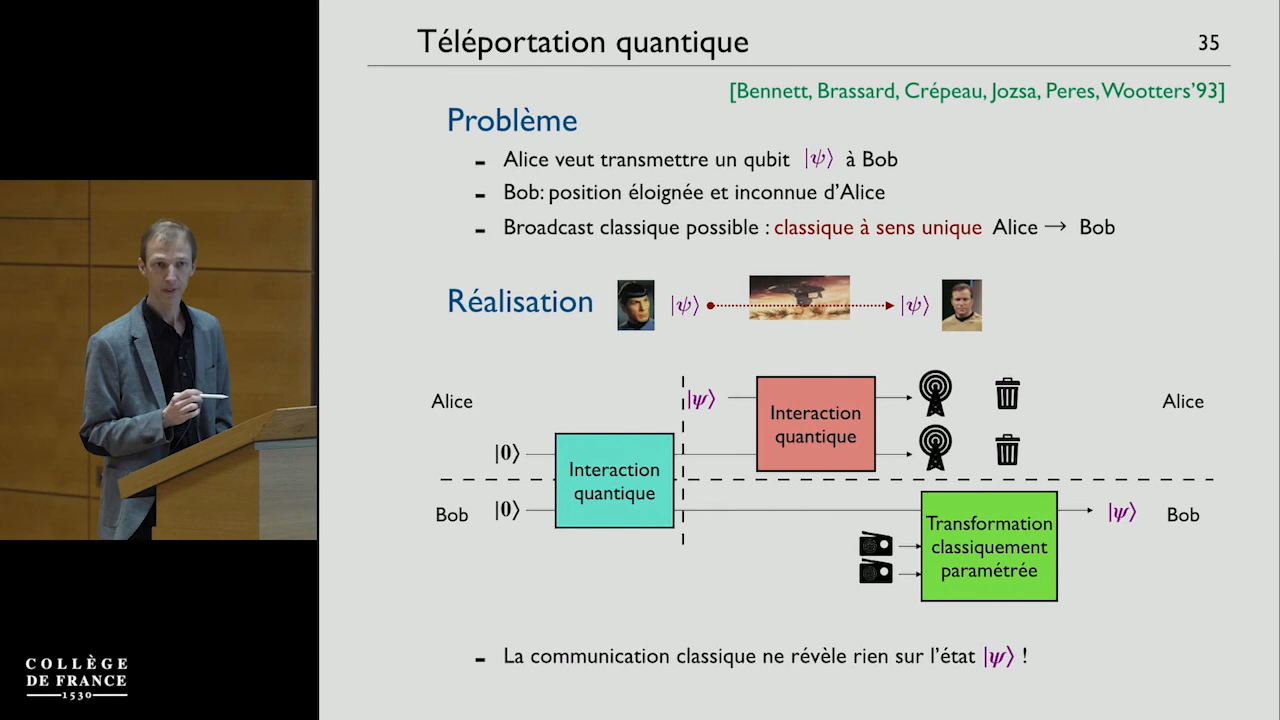 Téléportation quantique
35
[Bennett, Brassard, Crépeau, Jozsa, Peres, Wootters'93]
Problème
- Alice veut transmettre un qubit |ψ⟩ à Bob
- Bob: position éloignée et inconnue d'Alice
- Broadcast classique possible : classique à sens unique Alice → Bob
Réalisation
|ψ⟩
|ψ⟩
Alice
|ψ⟩
Interaction
quantique
Alice
|0⟩
Interaction
quantique
Bob
|0⟩
Transformation
classiquement
paramétrée
|ψ⟩
Bob
- La communication classique ne révèle rien sur l'état |ψ⟩ !
COLLÈGE
DE FRANCE
1530